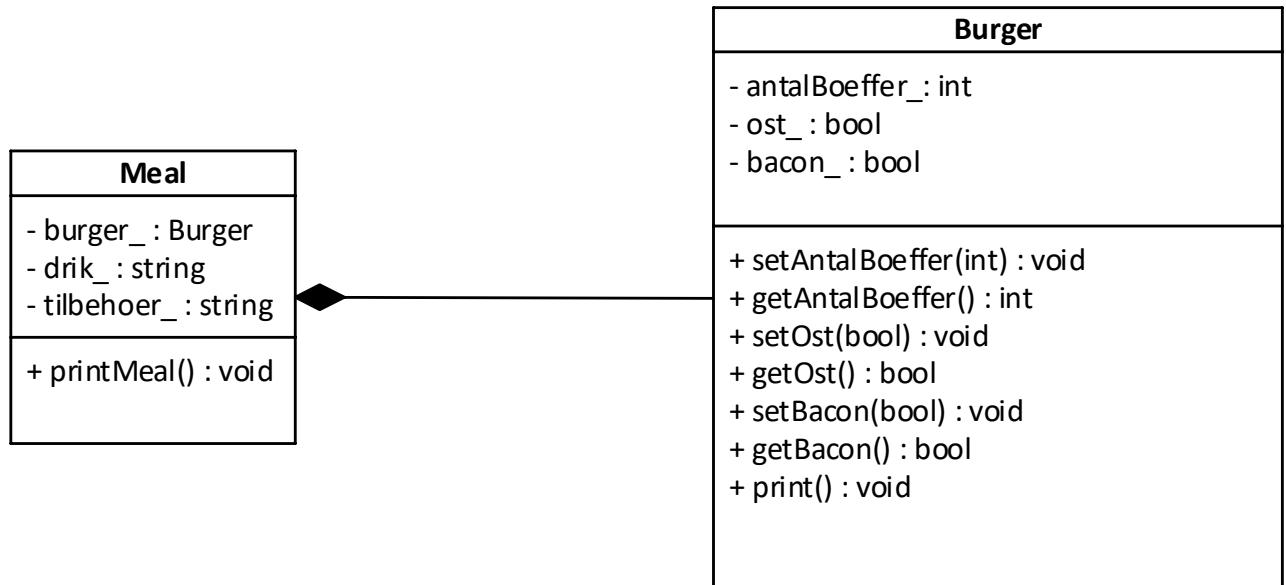 Meal
- burger_ : Burger
- drik_ : string
- tilbehoer_ : string
+ printMeal() : void
Burger
- antalBoeffer_: int
- ost_ : bool
- bacon_ : bool
+ setAntalBoeffer(int) : void
+ getAntalBoeffer() : int
+ setOst(bool) : void
+ getOst() : bool
+ setBacon(bool) : void
+ getBacon() : bool
+ print() : void